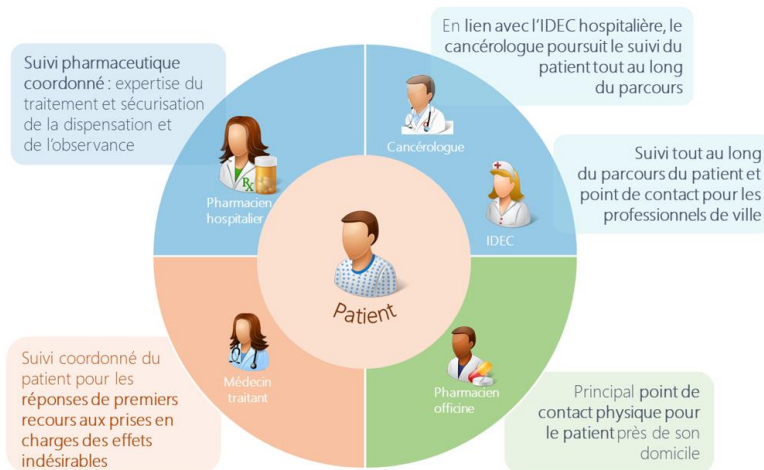 En lien avec l'IDEC hospitalière, le
cancérologue poursuit le suivi du
patient tout au long
du parcours
Suivi pharmaceutique
coordonné : expertise du
traitement et sécurisation
de la dispensation et
de l'observance
Cancérologue
Rx
Pharmacien
hospitalier
IDEC
Suivi tout au long
du parcours du patient et
point de contact pour les
professionnels de ville
Patient
Médecin
traitant
Pharmacien
officine
Suivi coordonné du
patient pour les
réponses de premiers
recours aux prises en
charges des effets
indésirables
Principal point de
contact physique pour
le patient près de son
domicile